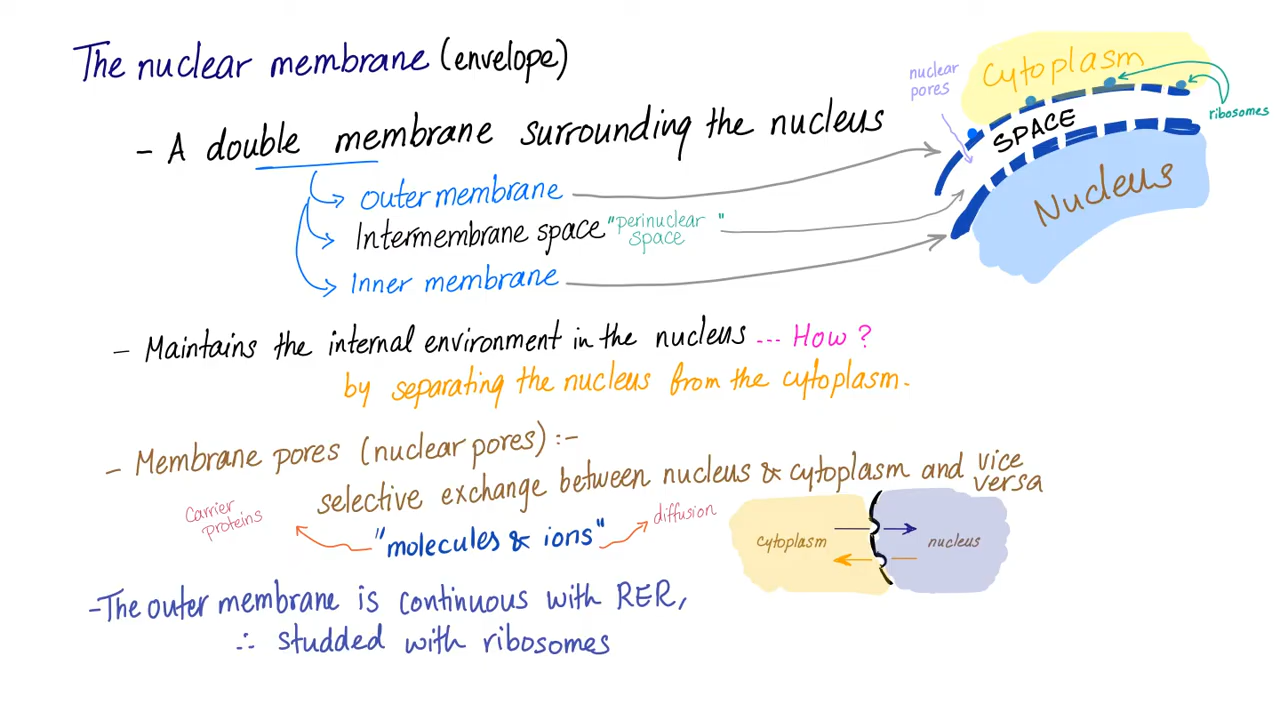 The nuclear membrane (envelope)
- A double membrane surrounding the nucleus
outer membrane
Intermembrane space "perinuclear space"
Inner membrane
nuclear pores
Cytoplasm
ribosomes
SPACE
Nucleus
- Maintains the internal environment in the nucleus ... How ?
by separating the nucleus from the cytoplasm.
- Membrane pores (nuclear pores) :-
selective exchange between nucleus & cytoplasm and vice versa
Carrier proteins
"molecules & ions"
diffusion
cytoplasm
nucleus
- The outer membrane is continuous with RER,
∴ studded with ribosomes